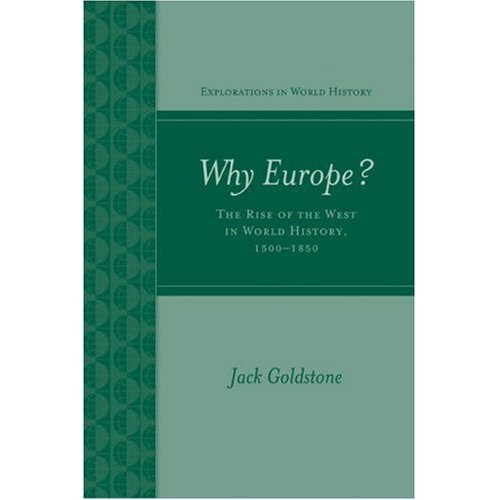 Explorations in World History
Why Europe?
The Rise of the West
in World History,
1500–1850
Jack Goldstone